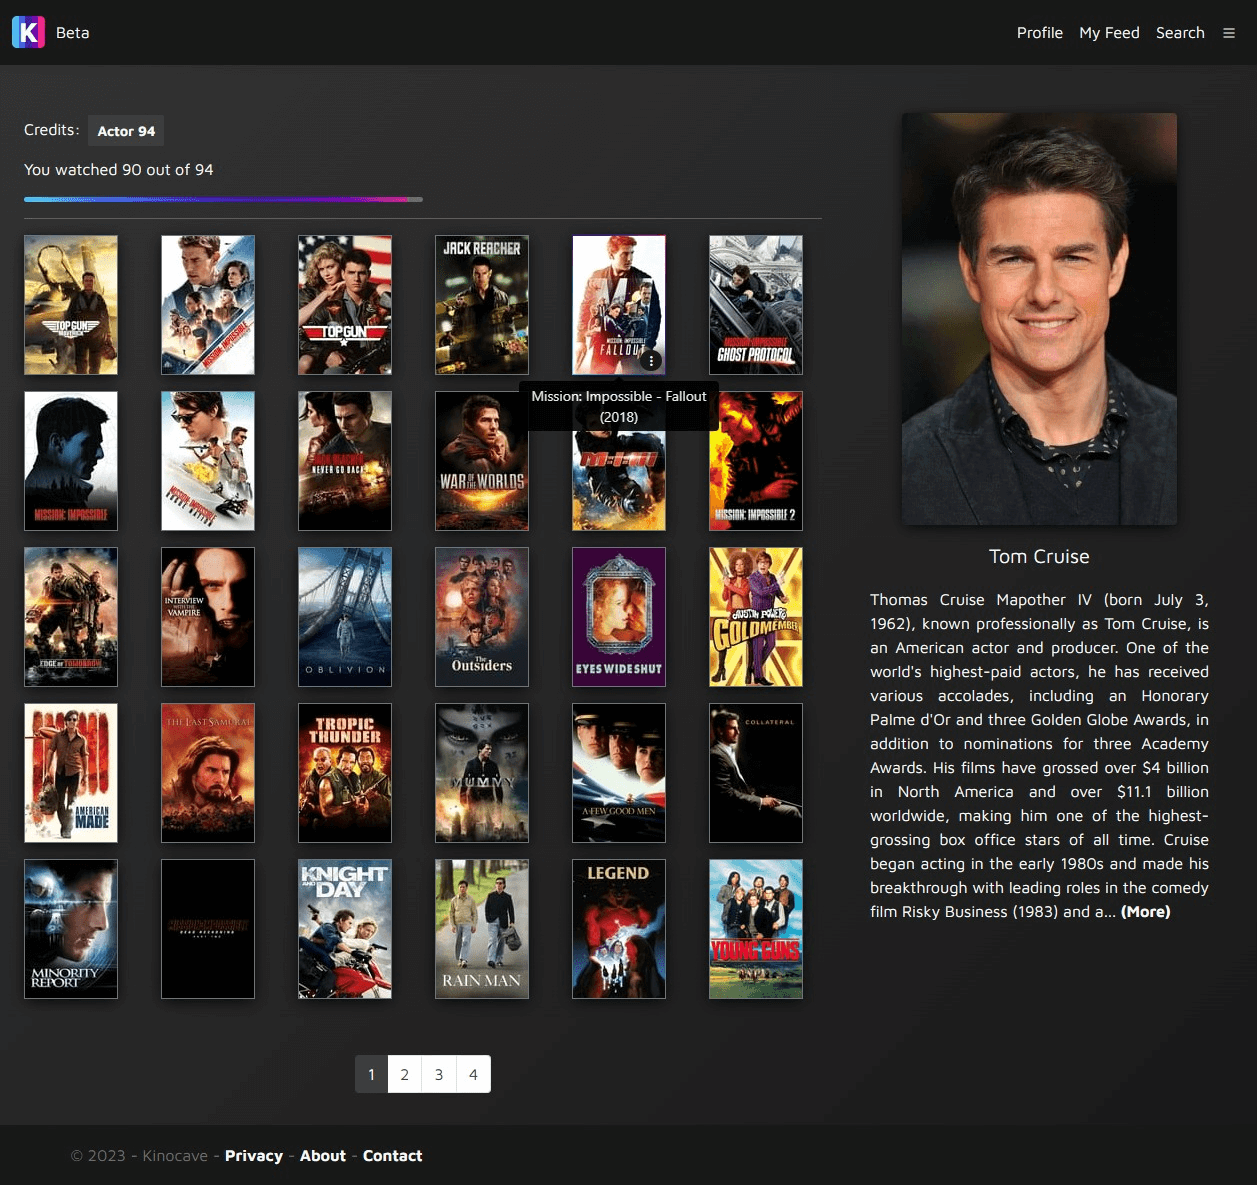 K Beta
Profile My Feed Search
Credits: Actor 94
You watched 90 out of 94
TOP GUN
MAVERICK
MISSION: IMPOSSIBLE
TOP GUN
JACK REACHER
MISSION: IMPOSSIBLE
FALLOUT
MISSION: IMPOSSIBLE
GHOST PROTOCOL
Mission: Impossible - Fallout
(2018)
MISSION: IMPOSSIBLE
MISSION: IMPOSSIBLE
ROGUE NATION
JACK REACHER
NEVER GO BACK
WAR OF THE WORLDS
M:I:III
MISSION: IMPOSSIBLE 2
EDGE OF TOMORROW
INTERVIEW
WITH THE
VAMPIRE
OBLIVION
The
Outsiders
EYES WIDE SHUT
AUSTIN POWERS
GOLDMEMBER
AMERICAN
MADE
THE LAST SAMURAI
TROPIC
THUNDER
MUMMY
A FEW GOOD MEN
COLLATERAL
MINORITY
REPORT
DEAD RECKONING
PART TWO
KNIGHT
AND
DAY
RAIN MAN
LEGEND
YOUNG GUNS
Tom Cruise
Thomas Cruise Mapother IV (born July 3,
1962), known professionally as Tom Cruise, is
an American actor and producer. One of the
world's highest-paid actors, he has received
various accolades, including an Honorary
Palme d'Or and three Golden Globe Awards, in
addition to nominations for three Academy
Awards. His films have grossed over $4 billion
in North America and over $11.1 billion
worldwide, making him one of the highest-
grossing box office stars of all time. Cruise
began acting in the early 1980s and made his
breakthrough with leading roles in the comedy
film Risky Business (1983) and a... (More)
1 2 3 4
© 2023 - Kinocave - Privacy - About - Contact